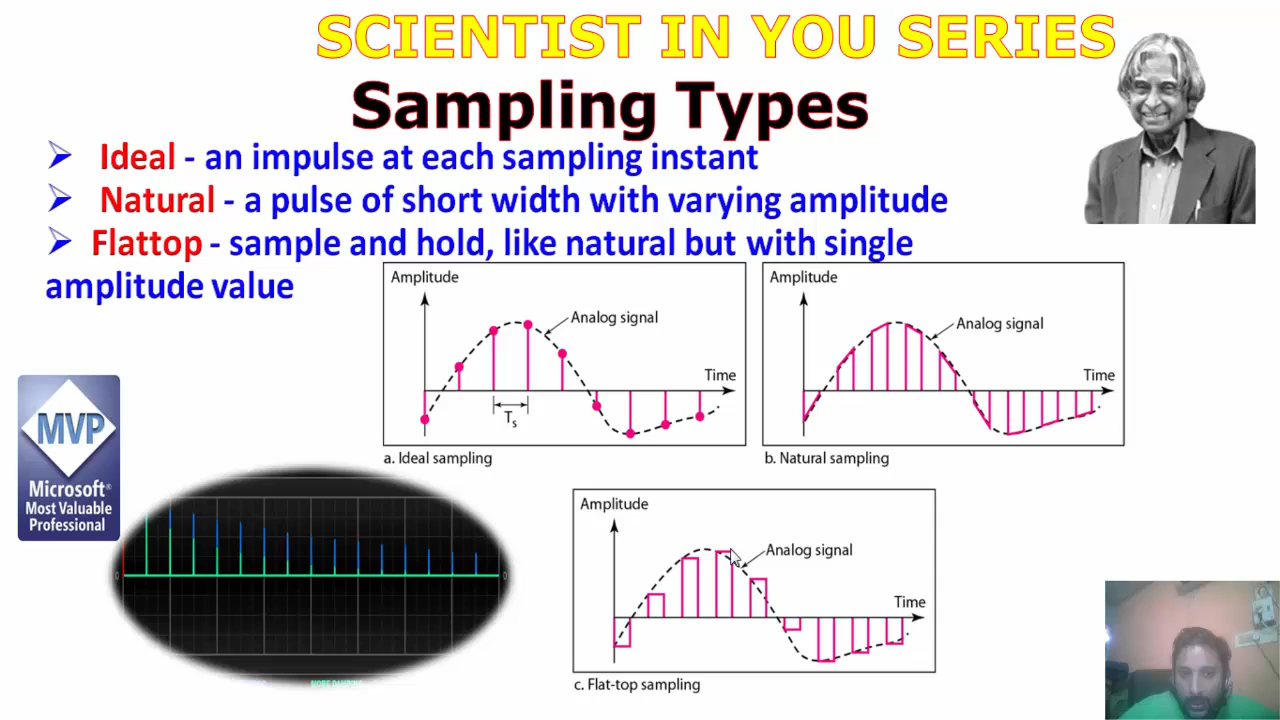 SCIENTIST IN YOU SERIES
Sampling Types
Ideal - an impulse at each sampling instant
Natural - a pulse of short width with varying amplitude
Flattop - sample and hold, like natural but with single
amplitude value
Amplitude
Analog signal
Time
Ts
a. Ideal sampling
Amplitude
Analog signal
Time
b. Natural sampling
MVP
Microsoft®
Most Valuable
Professional
0
0
Amplitude
Analog signal
Time
c. Flat-top sampling